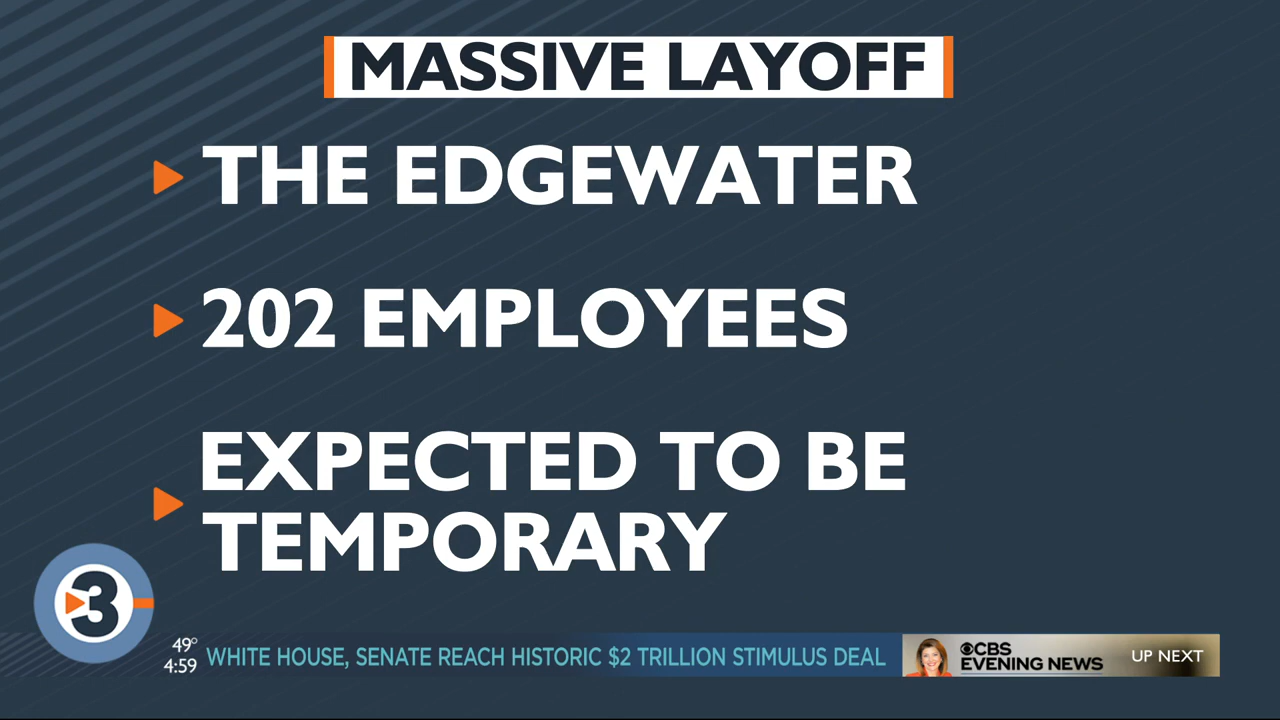 MASSIVE LAYOFF
THE EDGEWATER
202 EMPLOYEES
EXPECTED TO BE
TEMPORARY
3
49°
4:59
WHITE HOUSE, SENATE REACH HISTORIC $2 TRILLION STIMULUS DEAL
CBS
EVENING NEWS
UP NEXT